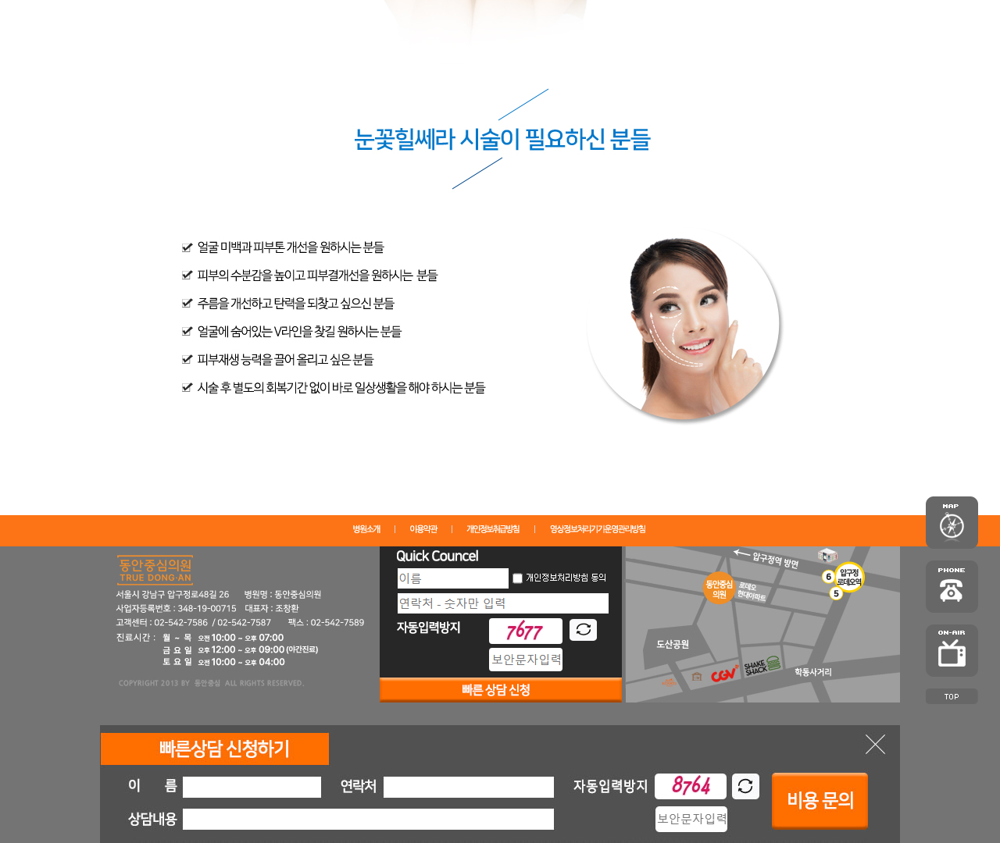 눈꽃힐쎄라 시술이 필요하신 분들
얼굴 미백과 피부톤 개선을 원하시는 분들
피부의 수분감을 높이고 피부결개선을 원하시는 분들
주름을 개선하고 탄력을 되찾고 싶으신 분들
얼굴에 숨어있는 V라인을 찾길 원하시는 분들
피부재생 능력을 끌어 올리고 싶은 분들
시술 후 별도의 회복기간 없이 바로 일상생활을 해야 하시는 분들
MAP
PHONE
ON-AIR
TOP
병원소개 | 이용약관 | 개인정보취급방침 | 영상정보처리기기운영관리방침
동안중심의원
TRUE DONG·AN
서울시 강남구 압구정로48길 26 병원명 : 동안중심의원
사업자등록번호 : 348-19-00715 대표자 : 조창환
고객센터 : 02-542-7586 / 02-542-7587 팩스 : 02-542-7589
진료시간 : 월 ~ 목 오전 10:00 ~ 오후 07:00
금 요 일 오후 12:00 ~ 오후 09:00 (야간진료)
토 요 일 오전 10:00 ~ 오후 04:00
COPYRIGHT 2013 BY 동안중심 ALL RIGHTS RESERVED.
Quick Councel
이름
개인정보처리방침 동의
연락처 - 숫자만 입력
자동입력방지
7677
보안문자입력
빠른 상담 신청
압구정역 방면
동안중심
의원
로데오
현대아파트
압구정
로데오역
6
5
도산공원
CGV
SHAKE
SHACK
학동사거리
빠른상담 신청하기
이 름
연락처
자동입력방지
8764
비용 문의
상담내용
보안문자입력